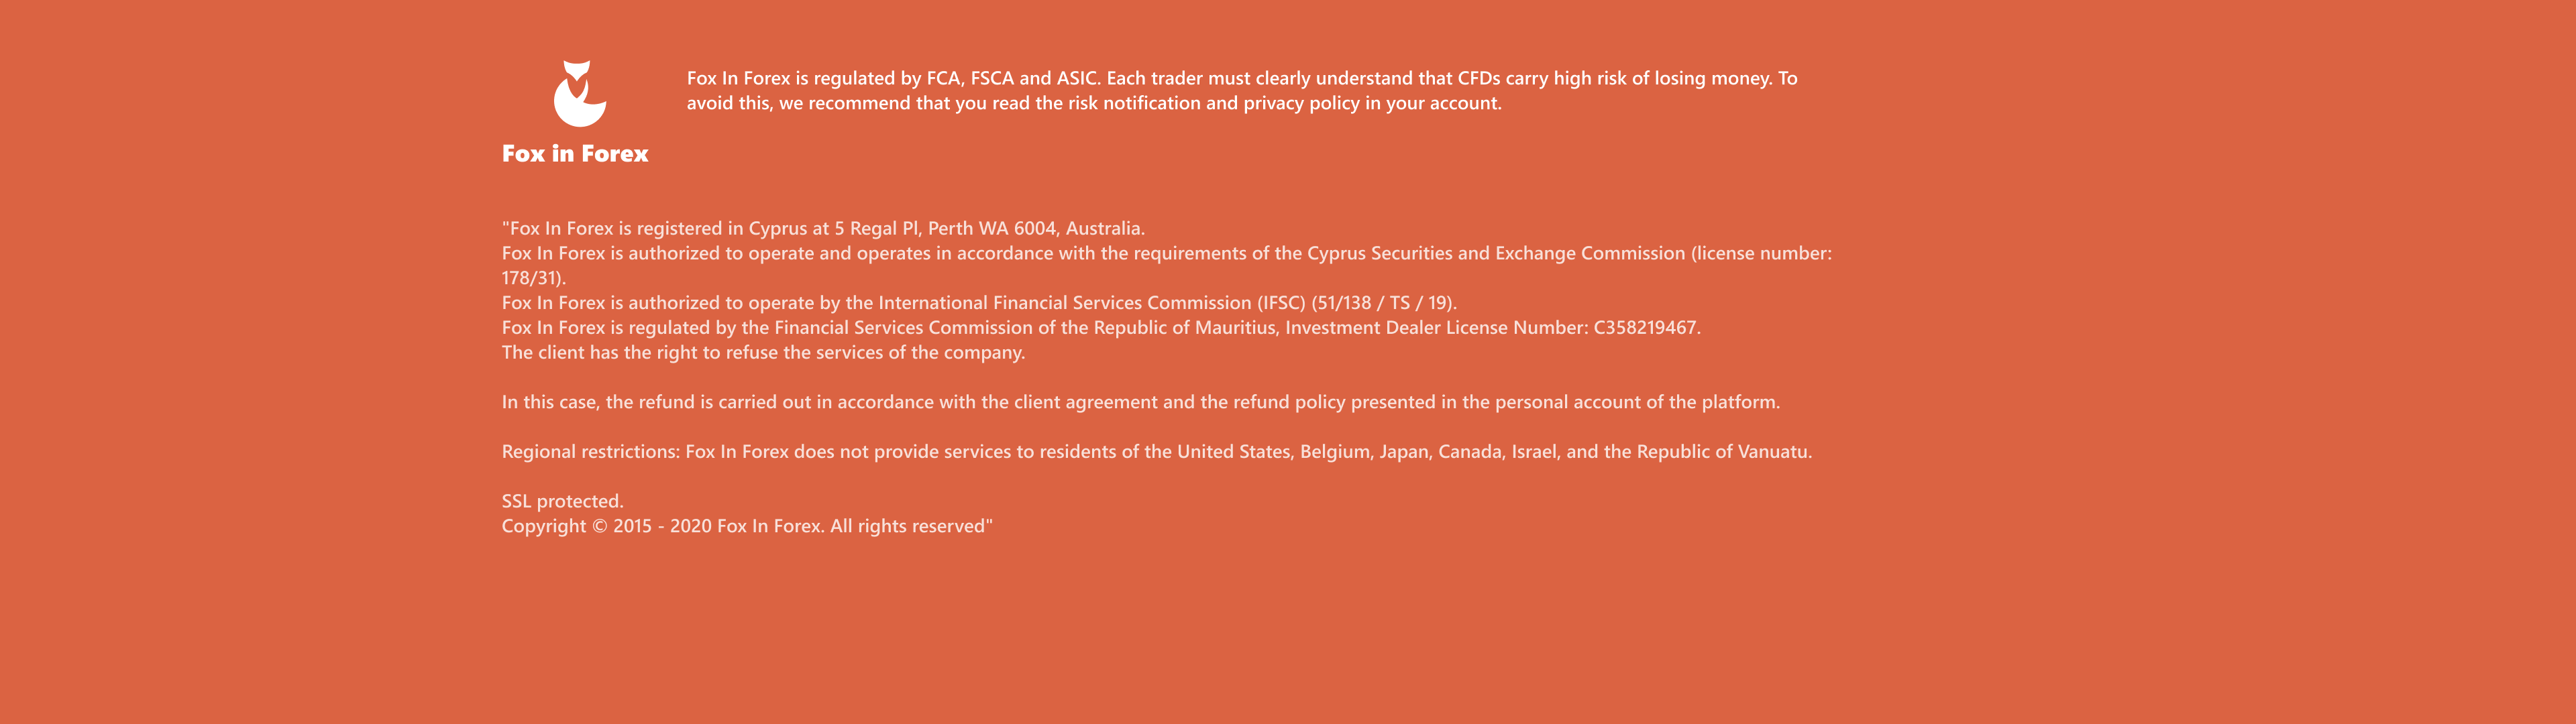 Fox In Forex is regulated by FCA, FSCA and ASIC. Each trader must clearly understand that CFDs carry high risk of losing money. To
avoid this, we recommend that you read the risk notification and privacy policy in your account.
Fox in Forex
"Fox In Forex is registered in Cyprus at 5 Regal Pl, Perth WA 6004, Australia.
Fox In Forex is authorized to operate and operates in accordance with the requirements of the Cyprus Securities and Exchange Commission (license number:
178/31).
Fox In Forex is authorized to operate by the International Financial Services Commission (IFSC) (51/138 / TS / 19).
Fox In Forex is regulated by the Financial Services Commission of the Republic of Mauritius, Investment Dealer License Number: C358219467.
The client has the right to refuse the services of the company.
In this case, the refund is carried out in accordance with the client agreement and the refund policy presented in the personal account of the platform.
Regional restrictions: Fox In Forex does not provide services to residents of the United States, Belgium, Japan, Canada, Israel, and the Republic of Vanuatu.
SSL protected.
Copyright © 2015 - 2020 Fox In Forex. All rights reserved"